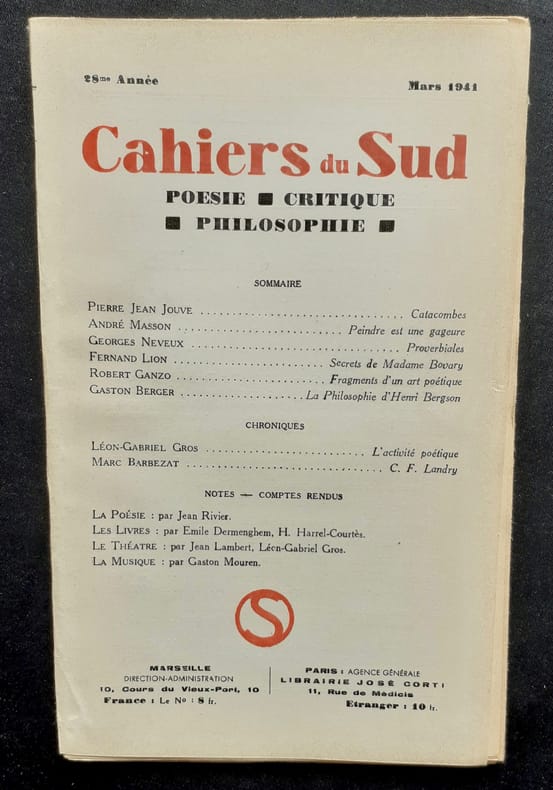 28me Année Mars 1941
Cahiers du Sud
POESIE ■ CRITIQUE
■ PHILOSOPHIE ■
SOMMAIRE
PIERRE JEAN JOUVE ................................ Catacombes
ANDRÉ MASSON ......................... Peindre est une gageure
GEORGES NEVEUX ................................ Proverbiales
FERNAND LION ....................... Secrets de Madame Bovary
ROBERT GANZO ....................... Fragments d'un art poétique
GASTON BERGER .................... La Philosophie d'Henri Bergson
CHRONIQUES
LÉON-GABRIEL GROS ........................ L'activité poétique
MARC BARBEZAT ............................. C. F. Landry
NOTES — COMPTES RENDUS
LA POÉSIE : par Jean Rivier.
LES LIVRES : par Emile Dermenghem, H. Harrel-Courtès.
LE THÉATRE : par Jean Lambert, Léon-Gabriel Gros.
LA MUSIQUE : par Gaston Mouren.
S
MARSEILLE
DIRECTION-ADMINISTRATION
10, Cours du Vieux-Port, 10
France : Le No : 8 fr.
PARIS : AGENCE GÉNÉRALE
LIBRAIRIE JOSÉ CORTI
11, Rue de Médicis
Etranger : 10 fr.